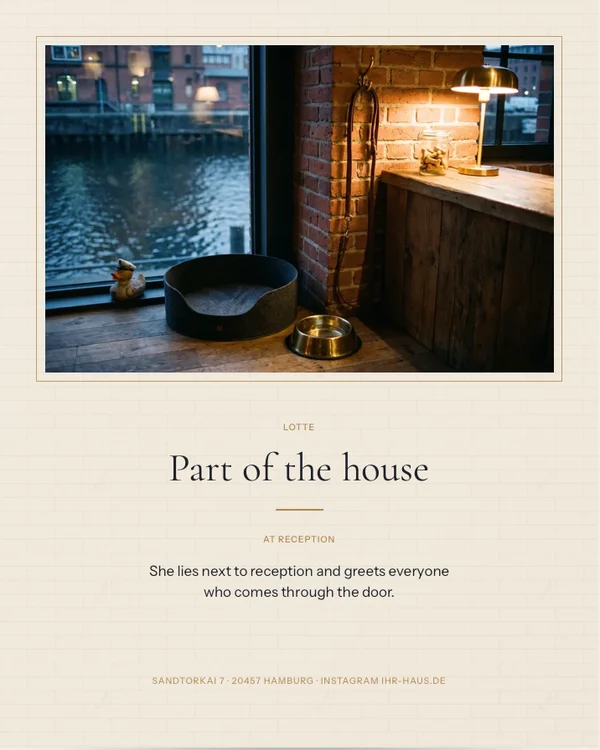 LOTTE
Part of the house
AT RECEPTION
She lies next to reception and greets everyone
who comes through the door.
SANDTORKAI 7 · 20457 HAMBURG · INSTAGRAM IHR-HAUS.DE